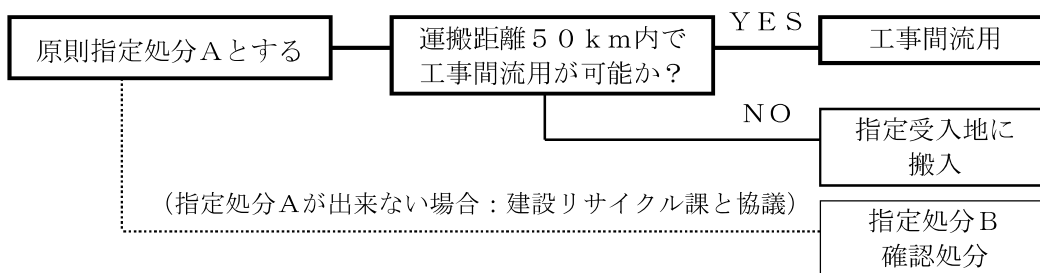 原則指定処分Ａとする
運搬距離５０ｋｍ内で
工事間流用が可能か？
ＹＥＳ
工事間流用
ＮＯ
指定受入地に
搬入
（指定処分Ａが出来ない場合：建設リサイクル課と協議）
指定処分Ｂ
確認処分